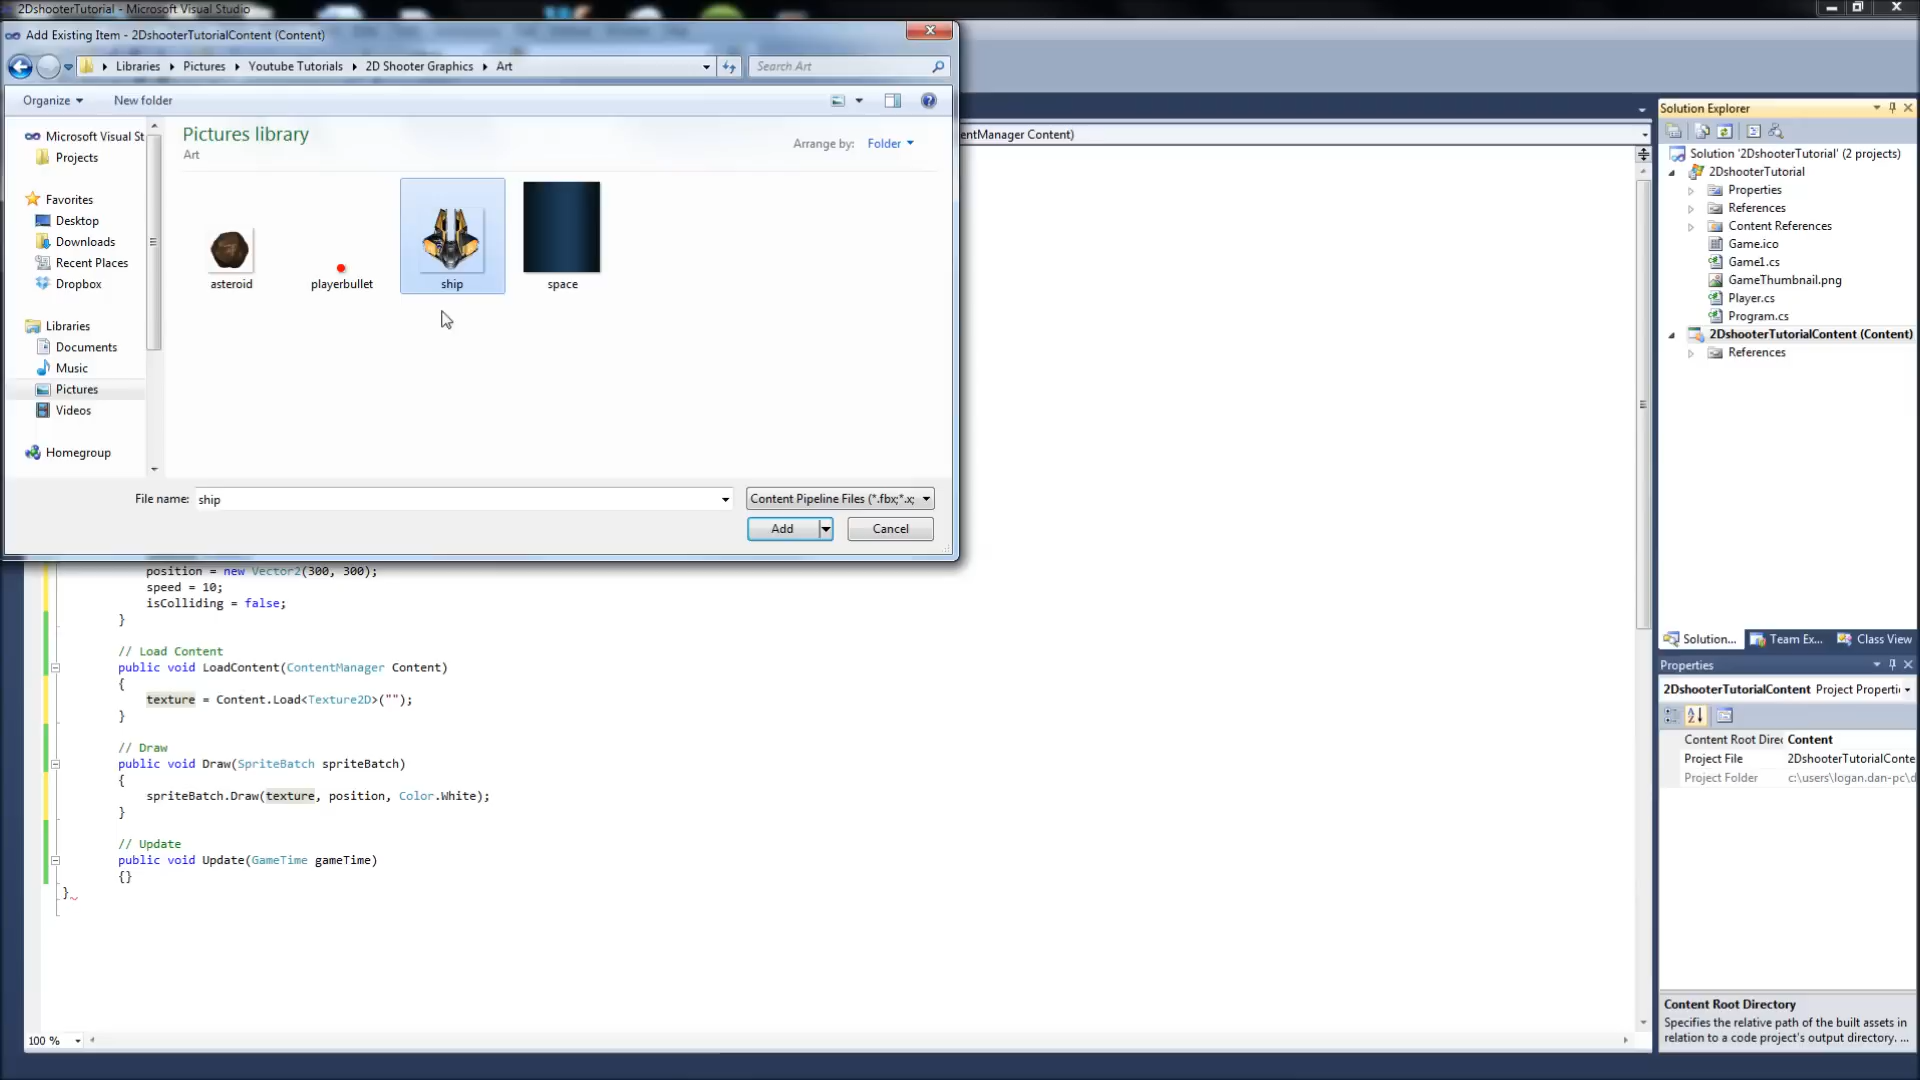 2DshooterTutorial - Microsoft Visual Studio
Add Existing Item - 2DshooterTutorialContent (Content)
Libraries
Pictures
Youtube Tutorials
2D Shooter Graphics
Art
Search Art
Organize
New folder
Microsoft Visual St
Projects
Favorites
Desktop
Downloads
Recent Places
Dropbox
Libraries
Documents
Music
Pictures
Videos
Homegroup
Pictures library
Art
Arrange by: Folder
asteroid
playerbullet
ship
space
File name: ship
Content Pipeline Files (*.fbx;*.x;
Add
Cancel
entManager Content)
position = new Vector2(300, 300);
speed = 10;
isColliding = false;
}
// Load Content
public void LoadContent(ContentManager Content)
{
texture = Content.Load<Texture2D>("");
}
// Draw
public void Draw(SpriteBatch spriteBatch)
{
spriteBatch.Draw(texture, position, Color.White);
}
// Update
public void Update(GameTime gameTime)
{}
}
100 %
Solution Explorer
Solution '2DshooterTutorial' (2 projects)
2DshooterTutorial
Properties
References
Content References
Game.ico
Game1.cs
GameThumbnail.png
Player.cs
Program.cs
2DshooterTutorialContent (Content)
References
Solution...
Team Ex...
Class View
Properties
2DshooterTutorialContent Project Properti
Content Root Direc Content
Project File 2DshooterTutorialConte
Project Folder c:\users\logan.dan-pc\d
Content Root Directory
Specifies the relative path of the built assets in
relation to a code project's output directory. ...